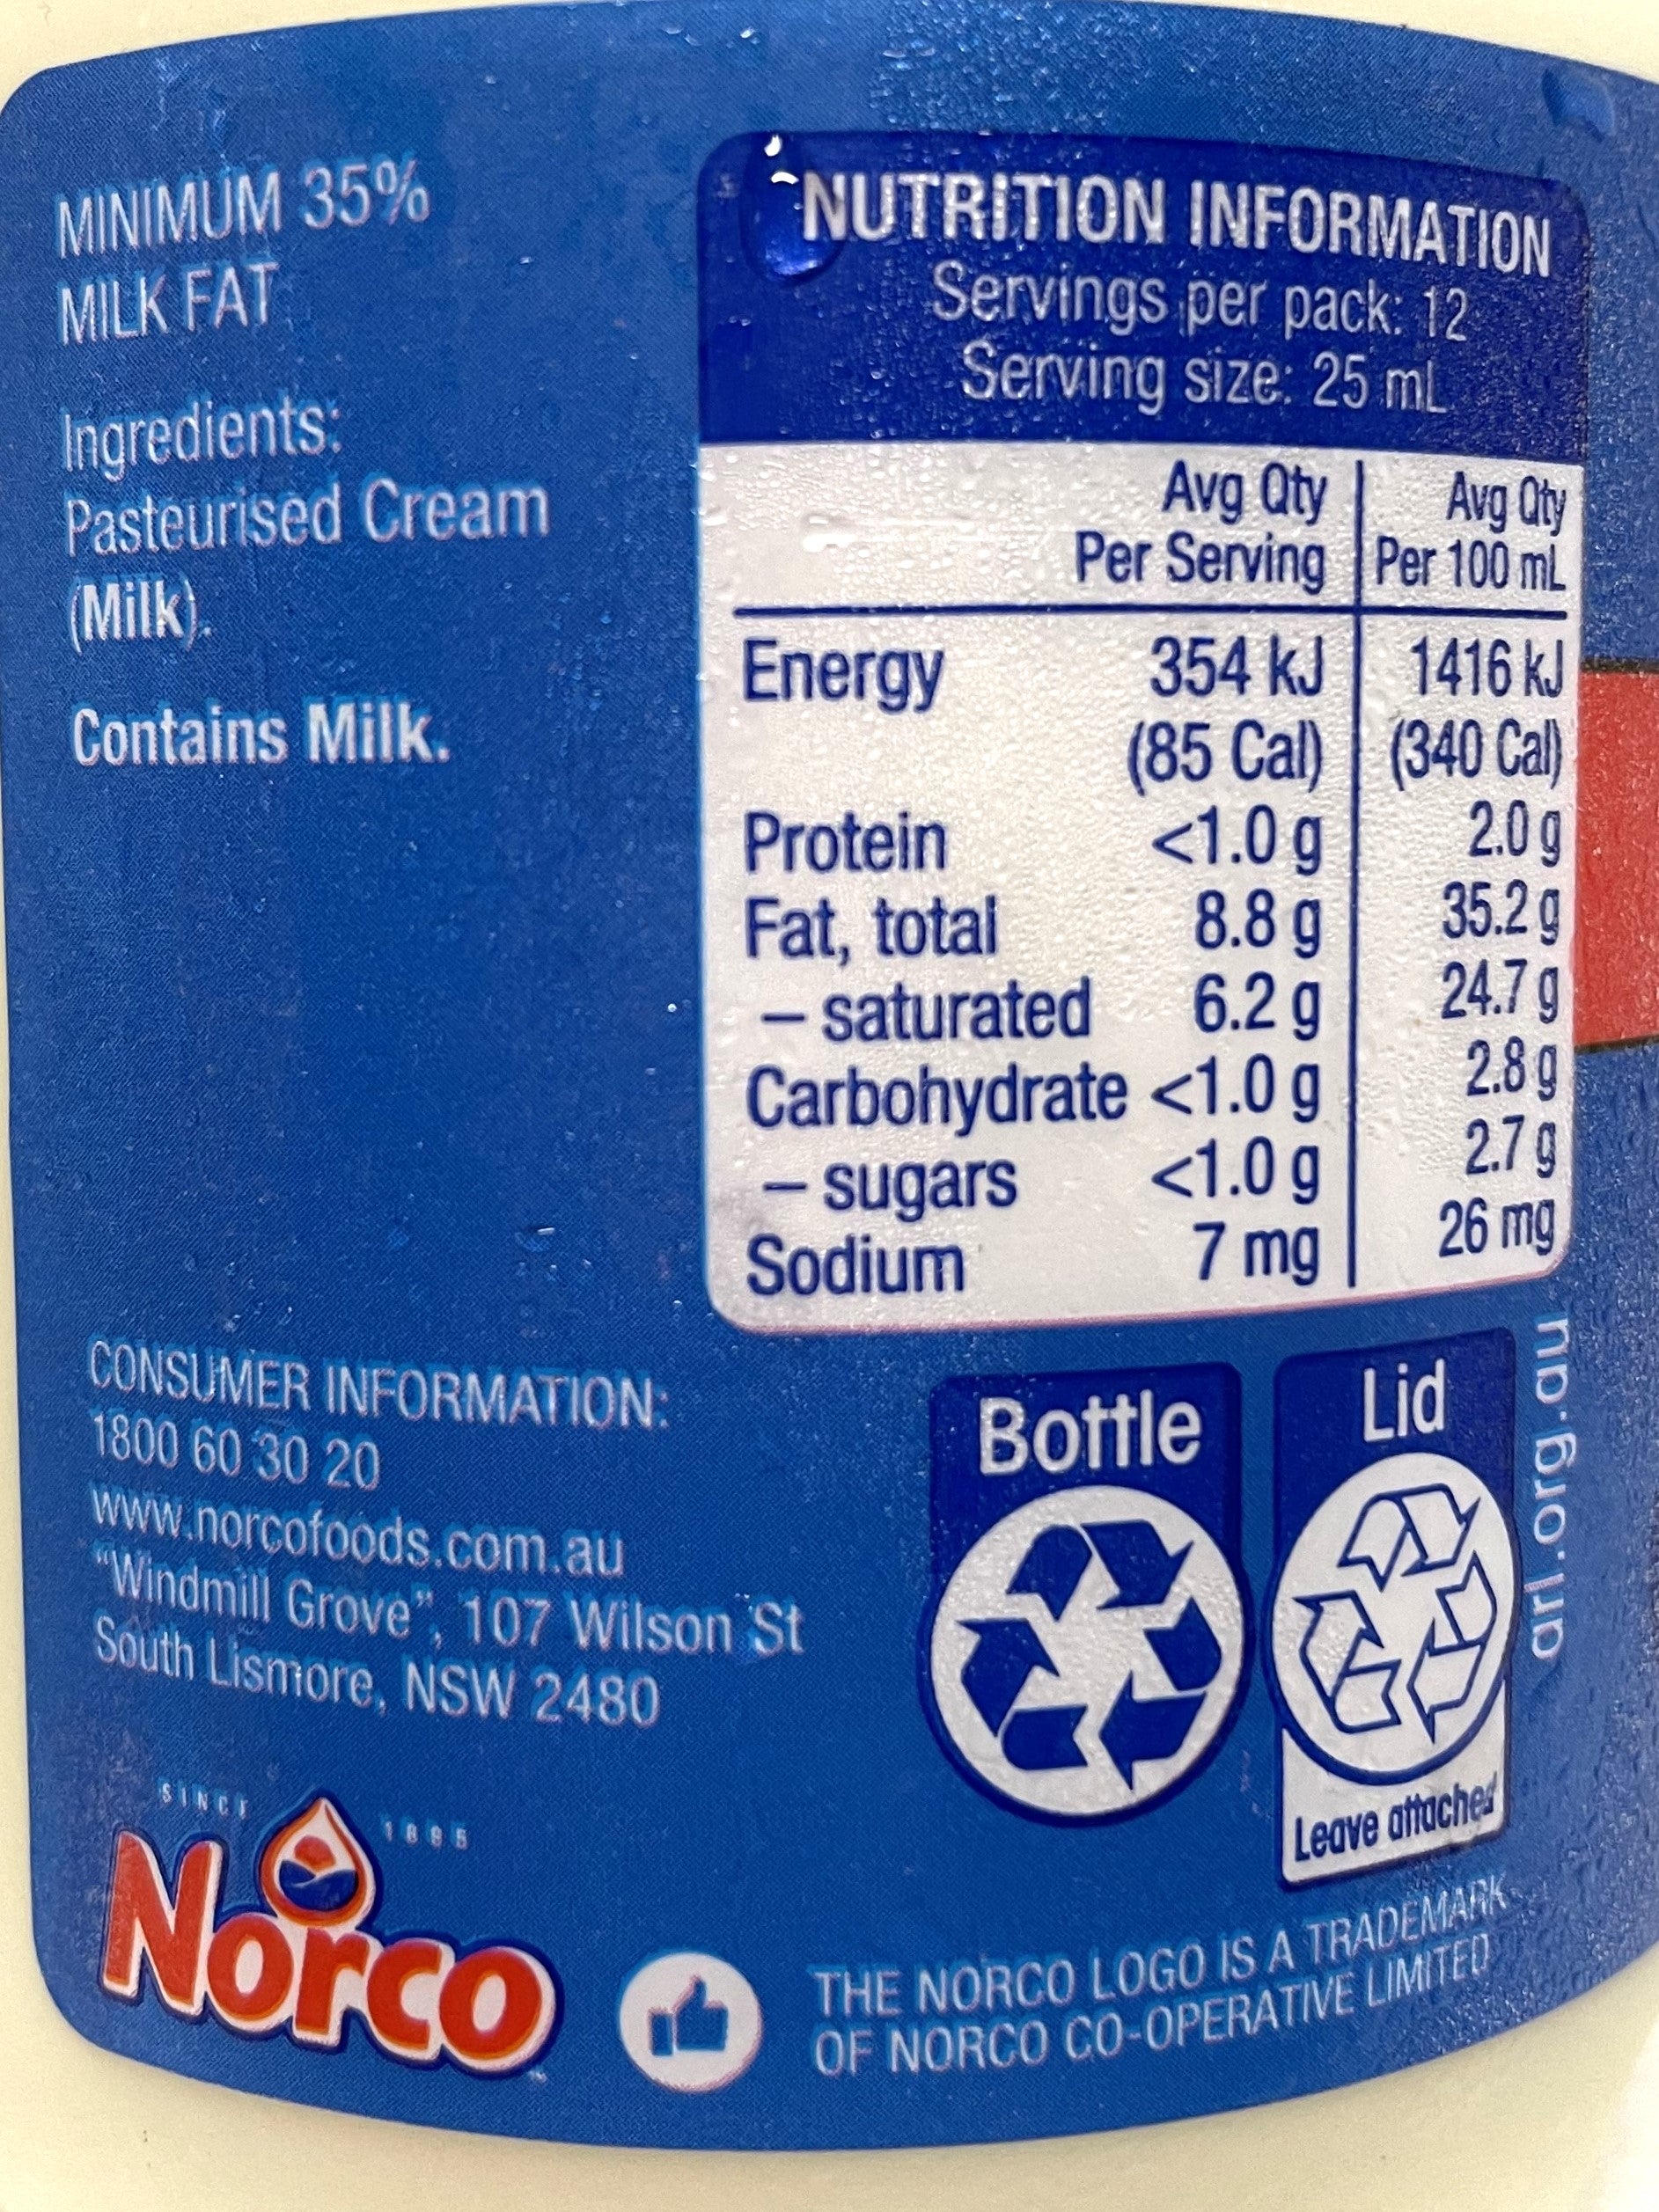 MINIMUM 35%
MILK FAT
Ingredients:
Pasteurised Cream
(Milk).
Contains Milk.
NUTRITION INFORMATION
Servings per pack: 12
Serving size: 25 mL
Avg Qty Avg Qty
Per Serving Per 100 mL
Energy 354 kJ 1416 kJ
(85 Cal) (340 Cal)
Protein <1.0 g 2.0 g
Fat, total 8.8 g 35.2 g
– saturated 6.2 g 24.7 g
Carbohydrate <1.0 g 2.8 g
– sugars <1.0 g 2.7 g
Sodium 7 mg 26 mg
CONSUMER INFORMATION:
1800 60 30 20
www.norcofoods.com.au
"Windmill Grove", 107 Wilson St
South Lismore, NSW 2480
Bottle
Lid
Leave attached
arl.org.au
SINCE 1895
Norco
THE NORCO LOGO IS A TRADEMARK
OF NORCO CO-OPERATIVE LIMITED